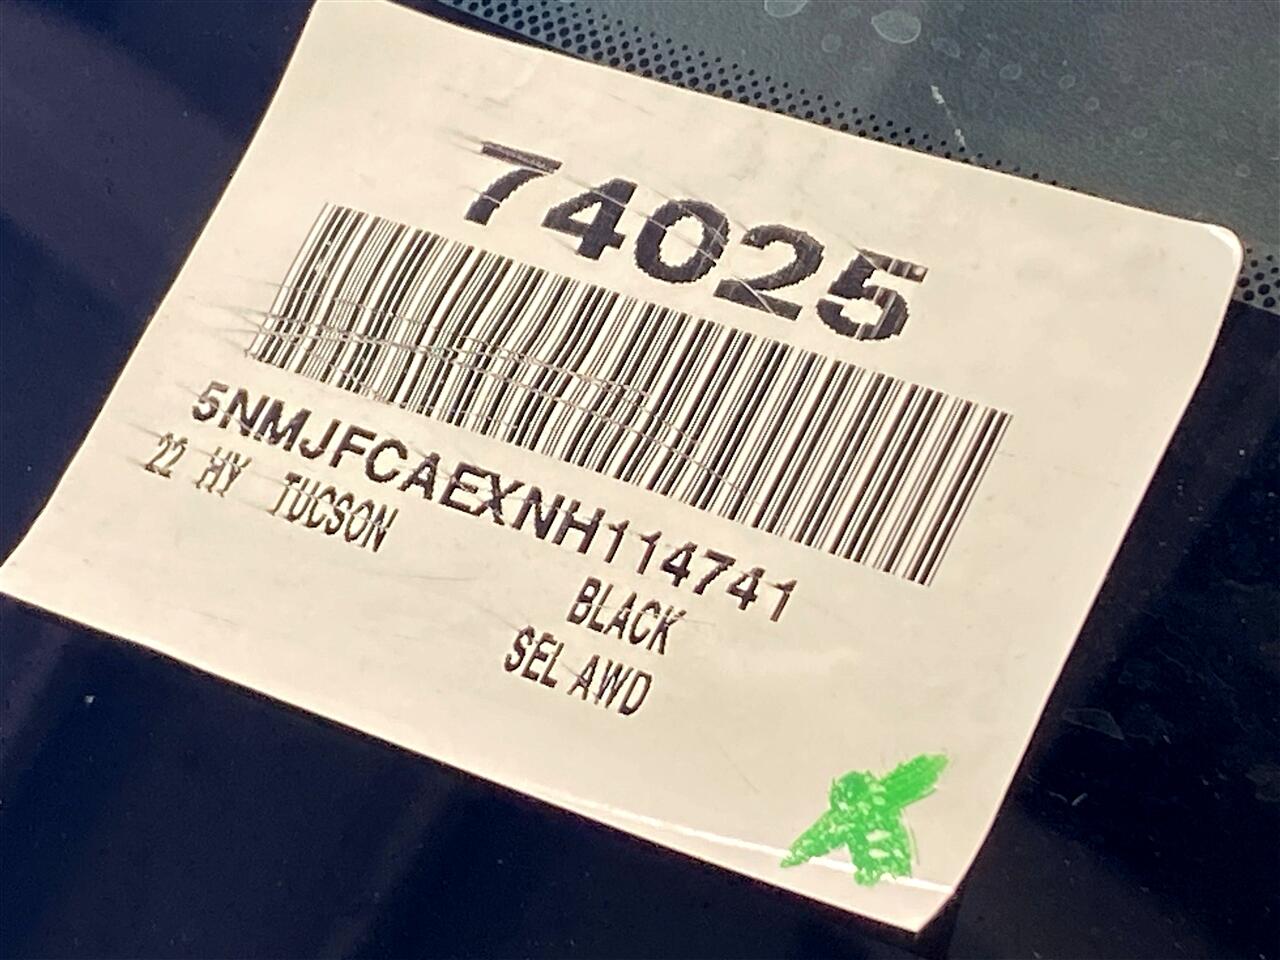 74025
5NMJFCAEXNH114741
22 HY TUCSON
BLACK
SEL AWD